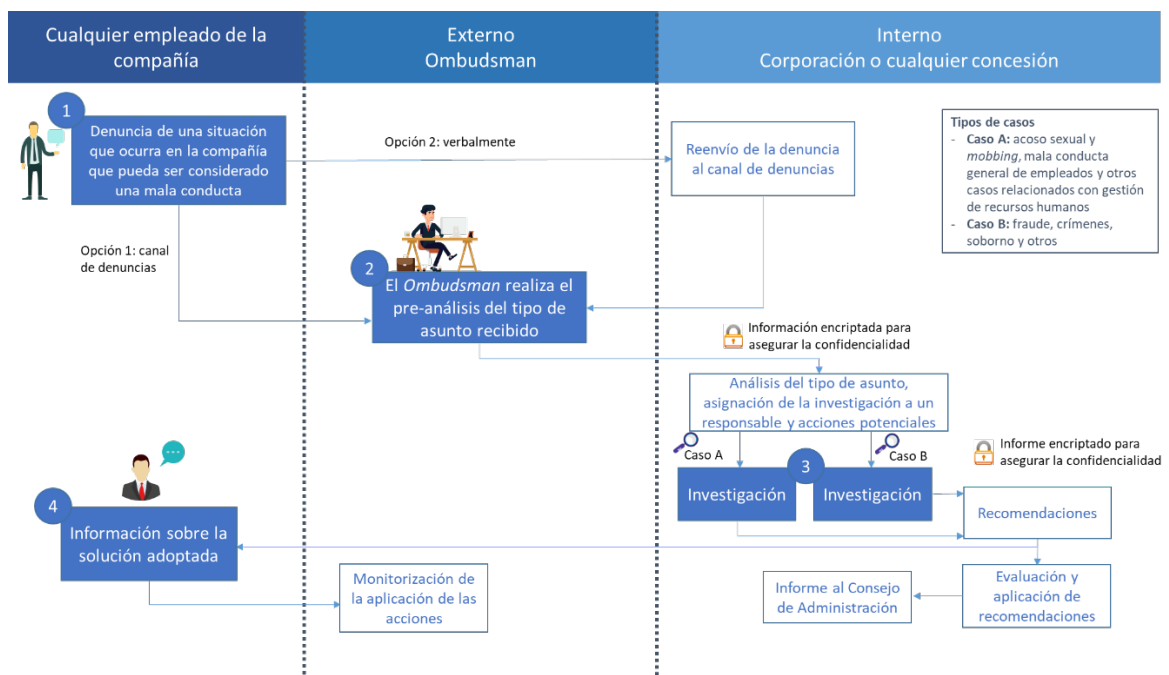 Cualquier empleado de la
compañía
Externo
Ombudsman
Interno
Corporación o cualquier concesión
1
Denuncia de una situación
que ocurra en la compañía
que pueda ser considerado
una mala conducta
Opción 2: verbalmente
Reenvío de la denuncia
al canal de denuncias
Tipos de casos
- Caso A: acoso sexual y
mobbing, mala conducta
general de empleados y otros
casos relacionados con gestión
de recursos humanos
- Caso B: fraude, crímenes,
soborno y otros
Opción 1: canal
de denuncias
2
El Ombudsman realiza el
pre-análisis del tipo de
asunto recibido
Información encriptada para
asegurar la confidencialidad
Análisis del tipo de asunto,
asignación de la investigación a un
responsable y acciones potenciales
Caso A
Caso B
3
Informe encriptado para
asegurar la confidencialidad
Investigación
Investigación
Recomendaciones
4
Información sobre la
solución adoptada
Monitorización de
la aplicación de las
acciones
Informe al Consejo
de Administración
Evaluación y
aplicación de
recomendaciones